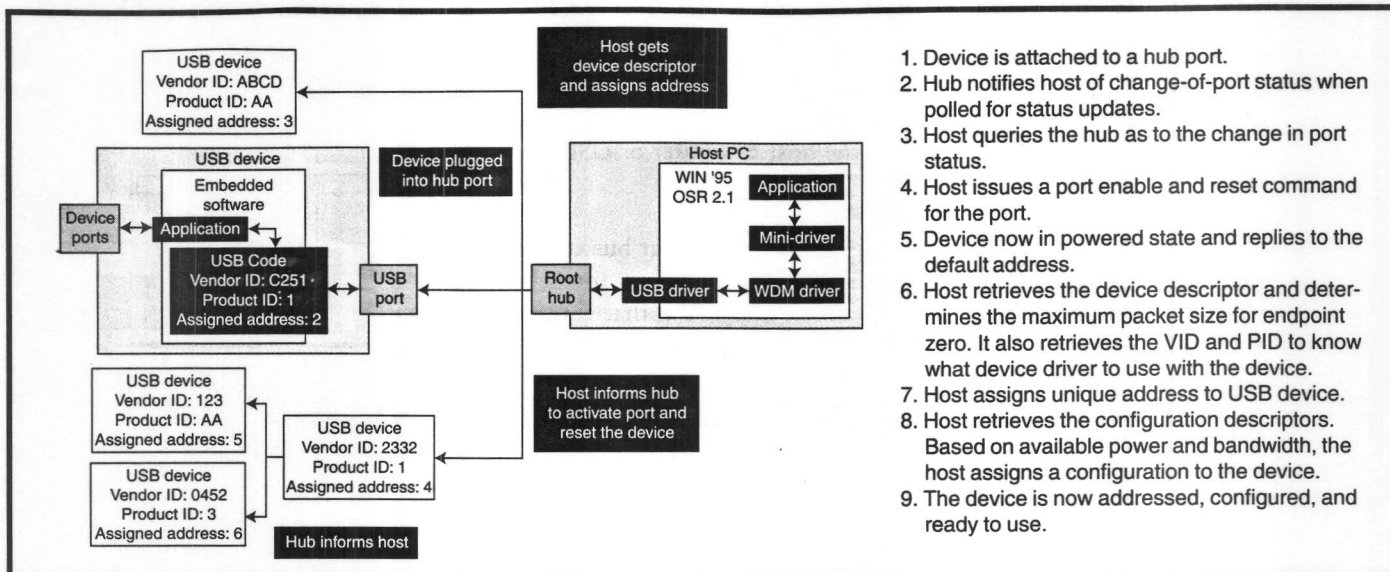 USB device
Vendor ID: ABCD
Product ID: AA
Assigned address: 3
Host gets
device descriptor
and assigns address
USB device
Embedded
software
Device
ports
Application
USB Code
Vendor ID: C251
Product ID: 1
Assigned address: 2
USB
port
Device plugged
into hub port
Host PC
WIN '95
OSR 2.1
Application
Mini-driver
Root
hub
USB driver
WDM driver
USB device
Vendor ID: 123
Product ID: AA
Assigned address: 5
USB device
Vendor ID: 2332
Product ID: 1
Assigned address: 4
USB device
Vendor ID: 0452
Product ID: 3
Assigned address: 6
Host informs hub
to activate port and
reset the device
Hub informs host
1. Device is attached to a hub port.
2. Hub notifies host of change-of-port status when
polled for status updates.
3. Host queries the hub as to the change in port
status.
4. Host issues a port enable and reset command
for the port.
5. Device now in powered state and replies to the
default address.
6. Host retrieves the device descriptor and deter-
mines the maximum packet size for endpoint
zero. It also retrieves the VID and PID to know
what device driver to use with the device.
7. Host assigns unique address to USB device.
8. Host retrieves the configuration descriptors.
Based on available power and bandwidth, the
host assigns a configuration to the device.
9. The device is now addressed, configured, and
ready to use.